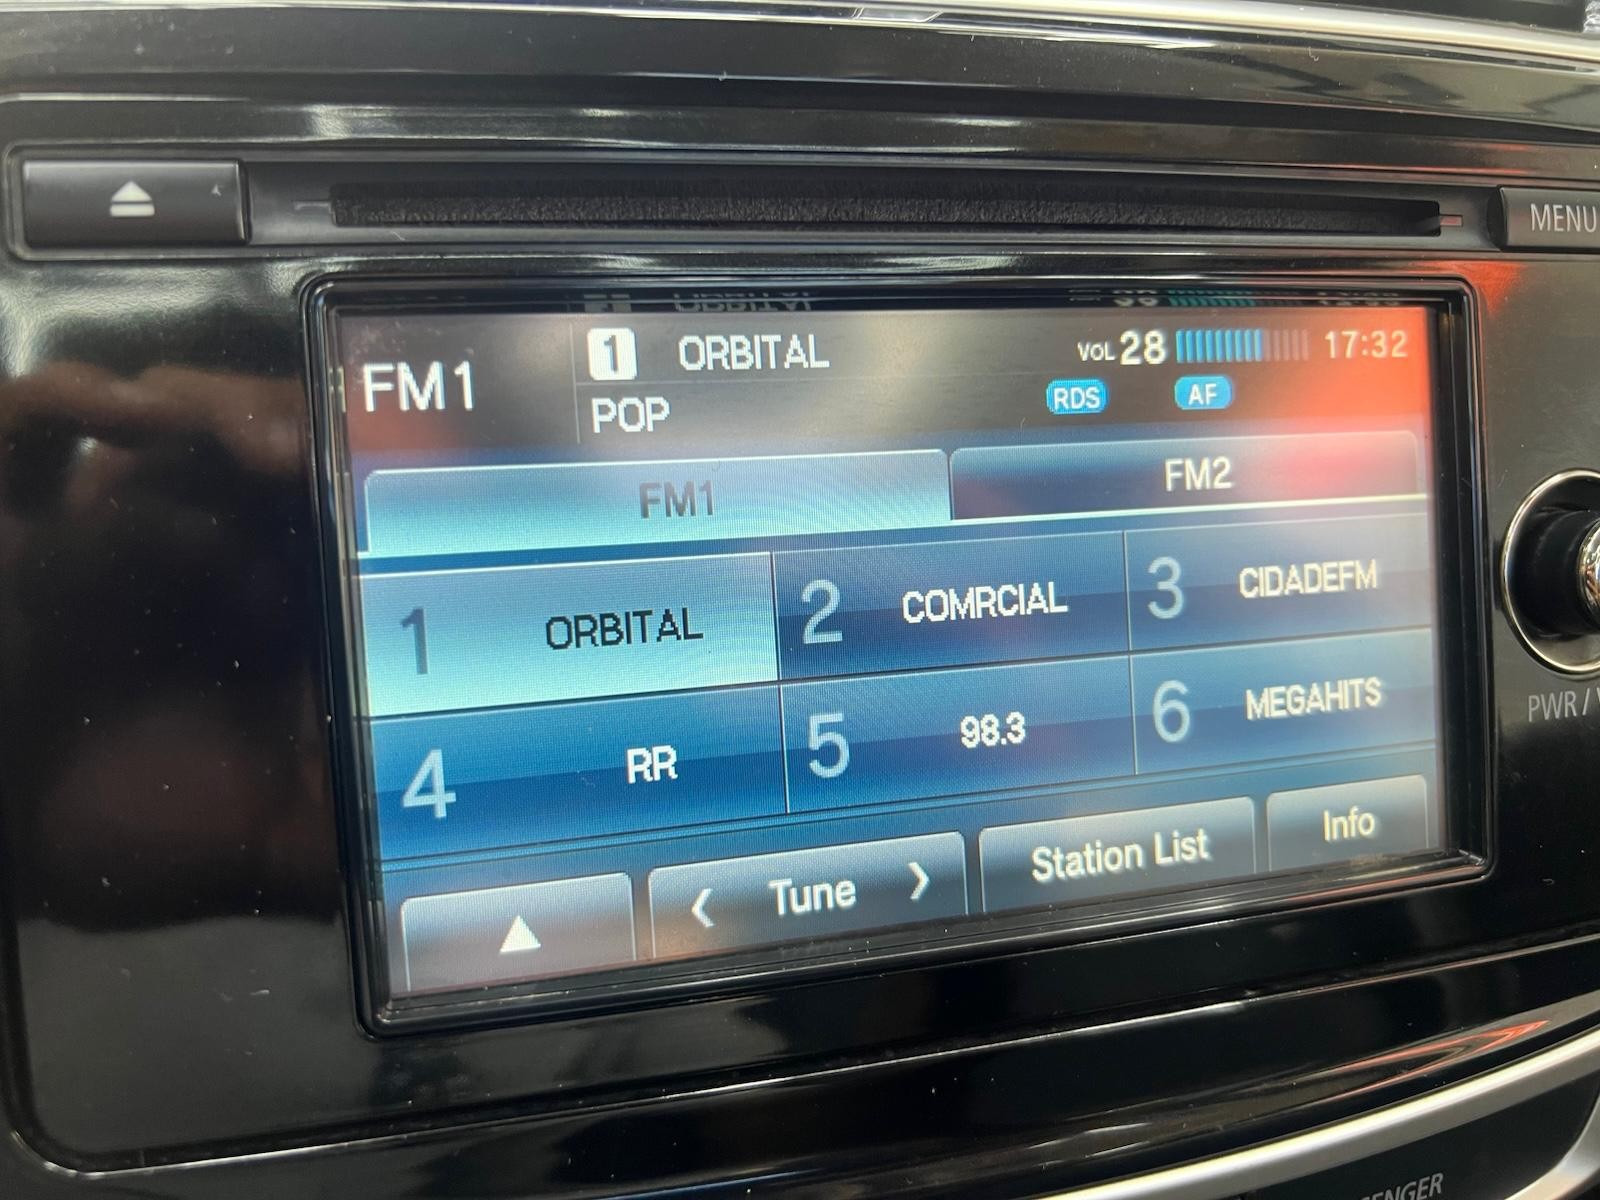 MENU
FM1
1 ORBITAL
VOL 28
17:32
POP
RDS
AF
FM1
FM2
1 ORBITAL
2 COMRCIAL
3 CIDADEFM
4 RR
5 98.3
6 MEGAHITS
Tune
Station List
Info
PWR /